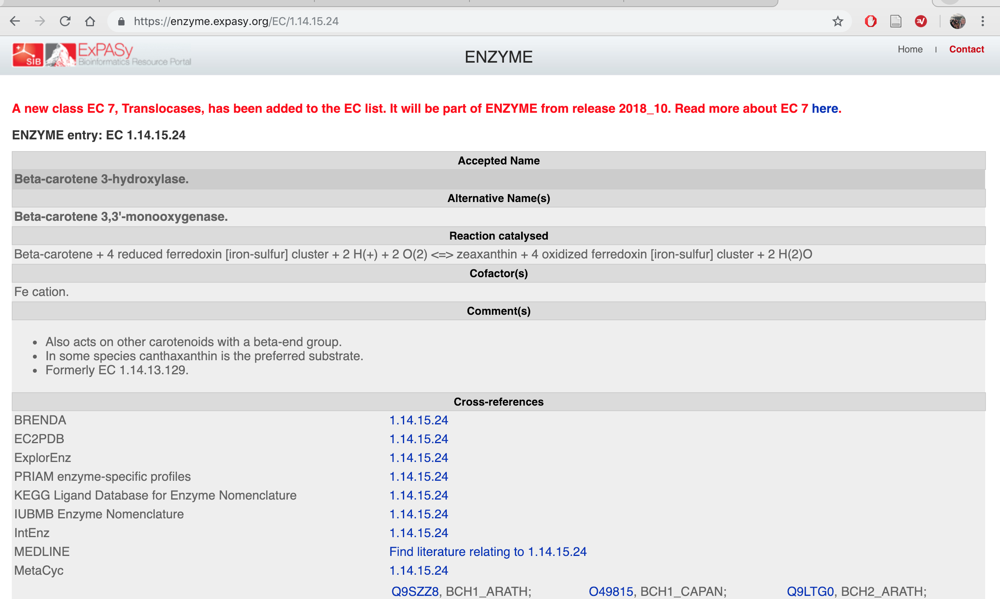 https://enzyme.expasy.org/EC/1.14.15.24
SIB
ExPASy
Bioinformatics Resource Portal
ENZYME
Home | Contact
A new class EC 7, Translocases, has been added to the EC list. It will be part of ENZYME from release 2018_10. Read more about EC 7 here.
ENZYME entry: EC 1.14.15.24
Accepted Name
Beta-carotene 3-hydroxylase.
Alternative Name(s)
Beta-carotene 3,3'-monooxygenase.
Reaction catalysed
Beta-carotene + 4 reduced ferredoxin [iron-sulfur] cluster + 2 H(+) + 2 O(2) <=> zeaxanthin + 4 oxidized ferredoxin [iron-sulfur] cluster + 2 H(2)O
Cofactor(s)
Fe cation.
Comment(s)
• Also acts on other carotenoids with a beta-end group.
• In some species canthaxanthin is the preferred substrate.
• Formerly EC 1.14.13.129.
Cross-references
BRENDA 1.14.15.24
EC2PDB 1.14.15.24
ExplorEnz 1.14.15.24
PRIAM enzyme-specific profiles 1.14.15.24
KEGG Ligand Database for Enzyme Nomenclature 1.14.15.24
IUBMB Enzyme Nomenclature 1.14.15.24
IntEnz 1.14.15.24
MEDLINE Find literature relating to 1.14.15.24
MetaCyc 1.14.15.24
Q9SZZ8, BCH1_ARATH; O49815, BCH1_CAPAN; Q9LTG0, BCH2_ARATH;